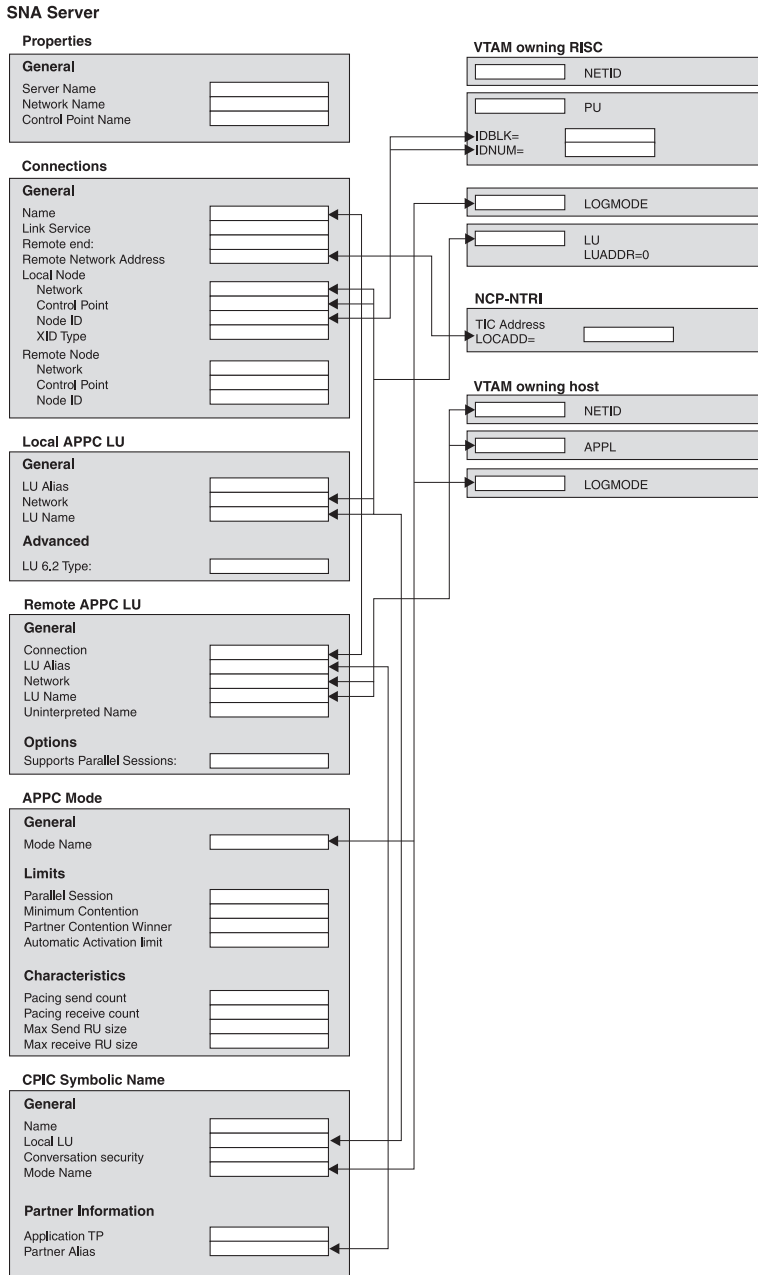 SNA Server
Properties
General
Server Name
Network Name
Control Point Name
Connections
General
Name
Link Service
Remote end:
Remote Network Address
Local Node
Network
Control Point
Node ID
XID Type
Remote Node
Network
Control Point
Node ID
Local APPC LU
General
LU Alias
Network
LU Name
Advanced
LU 6.2 Type:
Remote APPC LU
General
Connection
LU Alias
Network
LU Name
Uninterpreted Name
Options
Supports Parallel Sessions:
APPC Mode
General
Mode Name
Limits
Parallel Session
Minimum Contention
Partner Contention Winner
Automatic Activation limit
Characteristics
Pacing send count
Pacing receive count
Max Send RU size
Max receive RU size
CPIC Symbolic Name
General
Name
Local LU
Conversation security
Mode Name
Partner Information
Application TP
Partner Alias
VTAM owning RISC
NETID
PU
IDBLK=
IDNUM=
LOGMODE
LU
LUADDR=0
NCP-NTRI
TIC Address
LOCADD=
VTAM owning host
NETID
APPL
LOGMODE